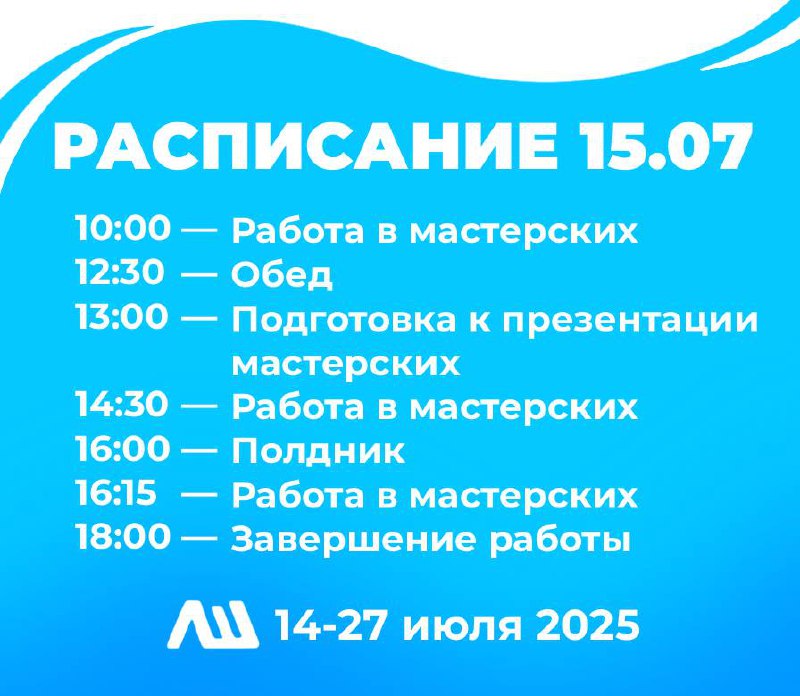 РАСПИСАНИЕ 15.07
10:00 — Работа в мастерских
12:30 — Обед
13:00 — Подготовка к презентации
мастерских
14:30 — Работа в мастерских
16:00 — Полдник
16:15 — Работа в мастерских
18:00 — Завершение работы
ЛШ 14-27 июля 2025